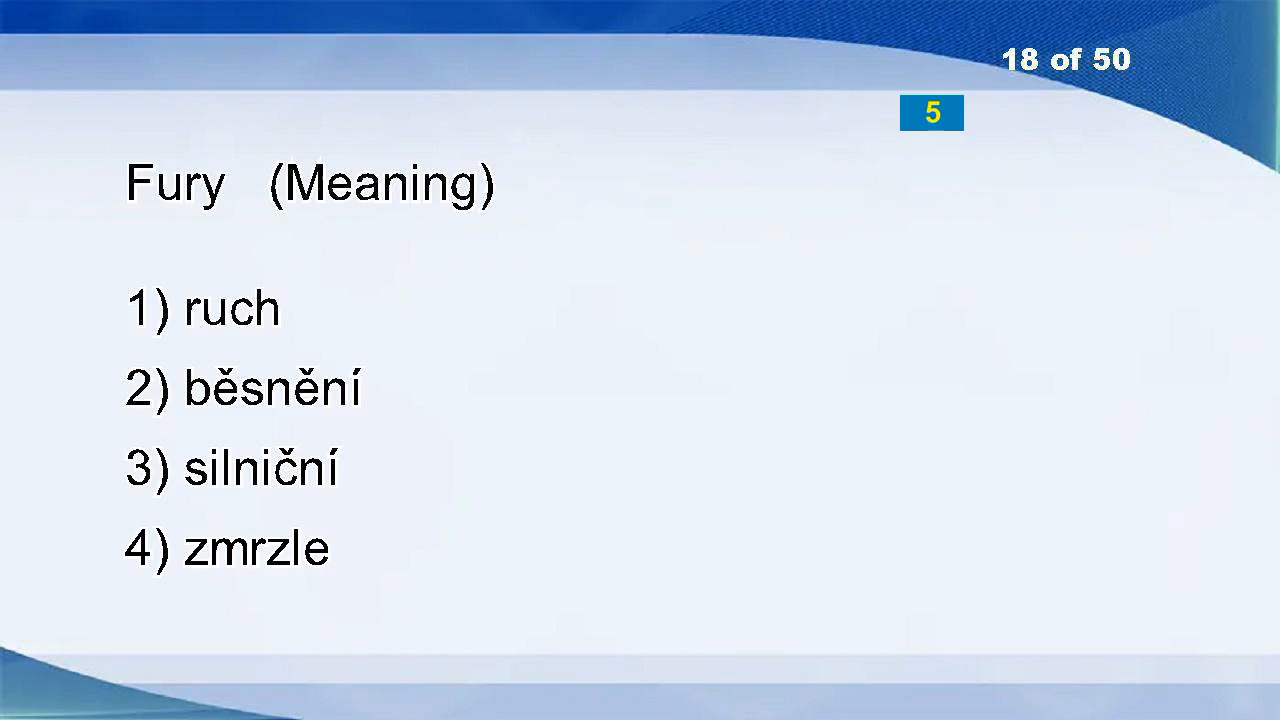 18 of 50
5
Fury (Meaning)
1) ruch
2) běsnění
3) silniční
4) zmrzle